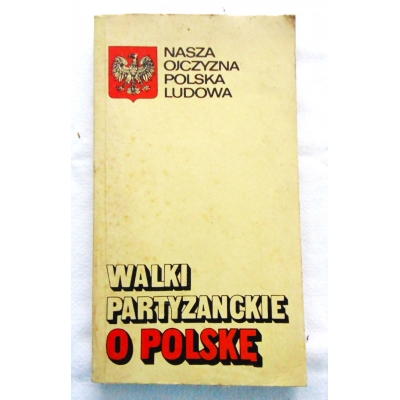 NASZA
OJCZYZNA
POLSKA
LUDOWA
WALKI
PARTYZANCKIE
O POLSKĘ